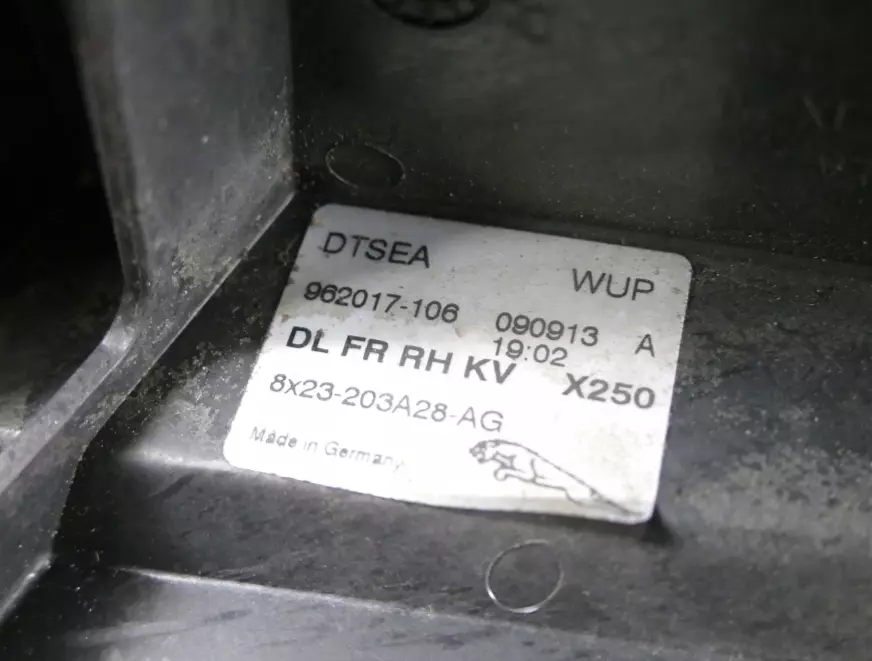 DTSEA
WUP
962017-106 090913 A
19:02
DL FR RH KV X250
8x23-203A28-AG
Made in Germany